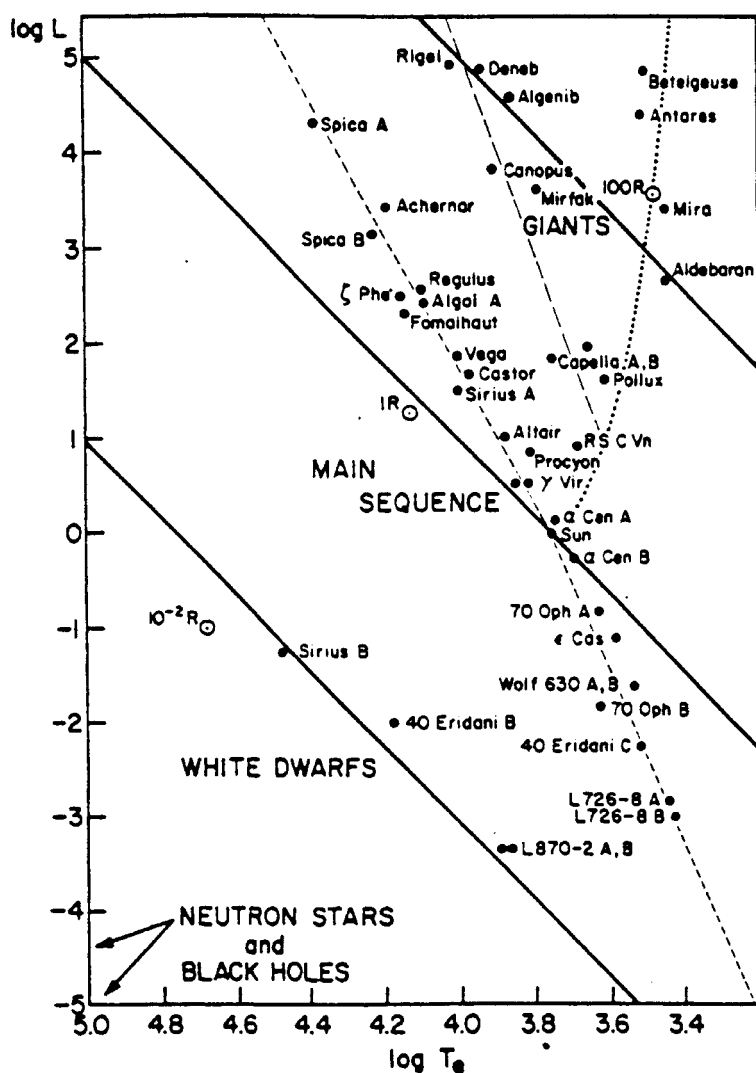 log L
5
4
3
2
1
0
-1
-2
-3
-4
-5
Rigel
Deneb
Betelgeuse
Algenib
Antares
Spica A
Canopus
Mirfak
100R
Mira
GIANTS
Achernar
Spica B
Aldebaran
Regulus
ζ Phe
Algol A
Fomalhaut
Vega
Castor
Sirius A
Capella A,B
Pollux
1R
Altair
RS C Vn
Procyon
γ Vir
MAIN
SEQUENCE
α Cen A
Sun
α Cen B
10⁻²R
70 Oph A
Cas
Sirius B
Wolf 630 A,B
70 Oph B
40 Eridani B
40 Eridani C
WHITE DWARFS
L726-8 A
L726-8 B
L870-2 A,B
NEUTRON STARS
and
BLACK HOLES
5.0 4.8 4.6 4.4 4.2 4.0 3.8 3.6 3.4 3.2
log Te